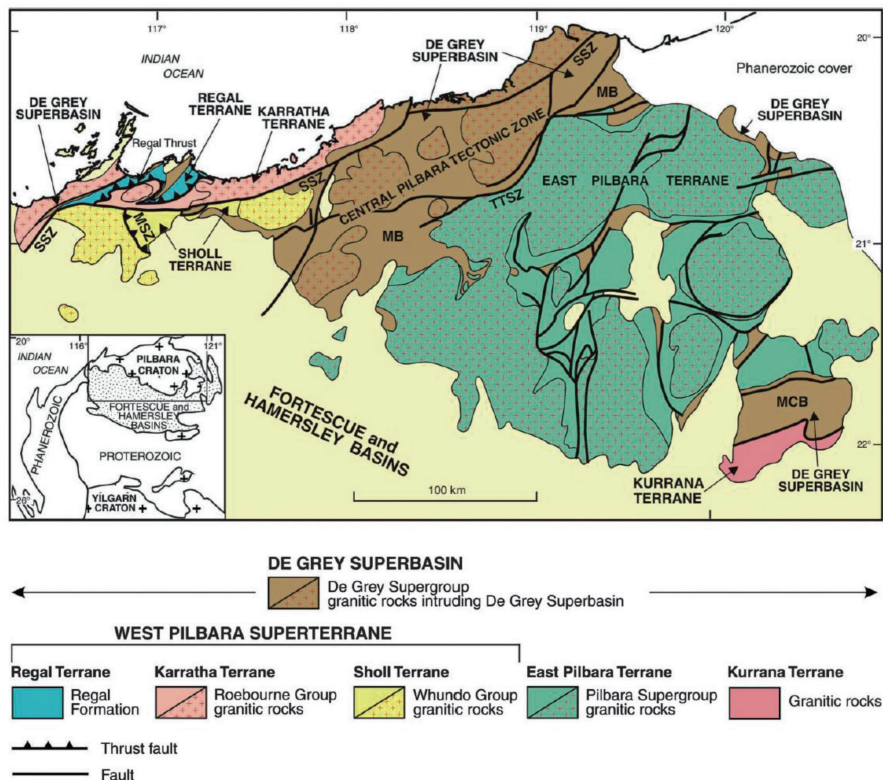 117°
118°
119°
120°
20°
INDIAN
OCEAN
DE GREY
SUPERBASIN
SSZ
MB
Phanerozoic cover
DE GREY
SUPERBASIN
REGAL
TERRANE
KARRATHA
TERRANE
DE GREY
SUPERBASIN
Regal Thrust
SSZ
CENTRAL PILBARA TECTONIC ZONE
EAST PILBARA TERRANE
TTSZ
SSZ
MSZ
SHOLL
TERRANE
MB
21°
20°
116°
121°
INDIAN
OCEAN
PILBARA
CRATON
FORTESCUE and
HAMERSLEY
BASINS
PHANEROZOIC
PROTEROZOIC
YILGARN
CRATON
FORTESCUE and
HAMERSLEY BASINS
MCB
22°
100 km
KURRANA
TERRANE
DE GREY
SUPERBASIN
DE GREY SUPERBASIN
De Grey Supergroup
granitic rocks intruding De Grey Superbasin
WEST PILBARA SUPERTERRANE
Regal Terrane
Karratha Terrane
Sholl Terrane
East Pilbara Terrane
Kurrana Terrane
Regal
Formation
Roebourne Group
granitic rocks
Whundo Group
granitic rocks
Pilbara Supergroup
granitic rocks
Granitic rocks
Thrust fault
Fault